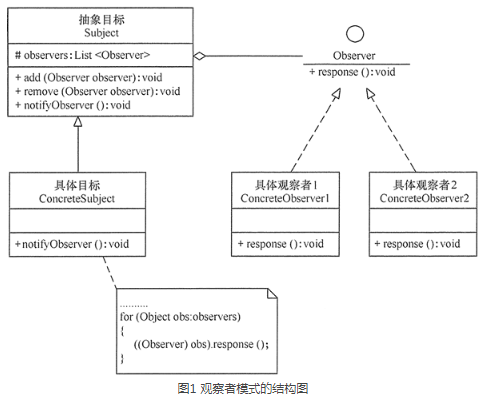 抽象目标
Subject
# observers: List <Observer>
+ add (Observer observer): void
+ remove (Observer observer): void
+ notifyObserver (): void
Observer
+ response (): void
具体目标
ConcreteSubject
+notifyObserver (): void
具体观察者1
ConcreteObserver1
+ response (): void
具体观察者2
ConcreteObserver2
+ response (): void
..........
for (Object obs:observers)
{
((Observer) obs).response ();
}
图1 观察者模式的结构图